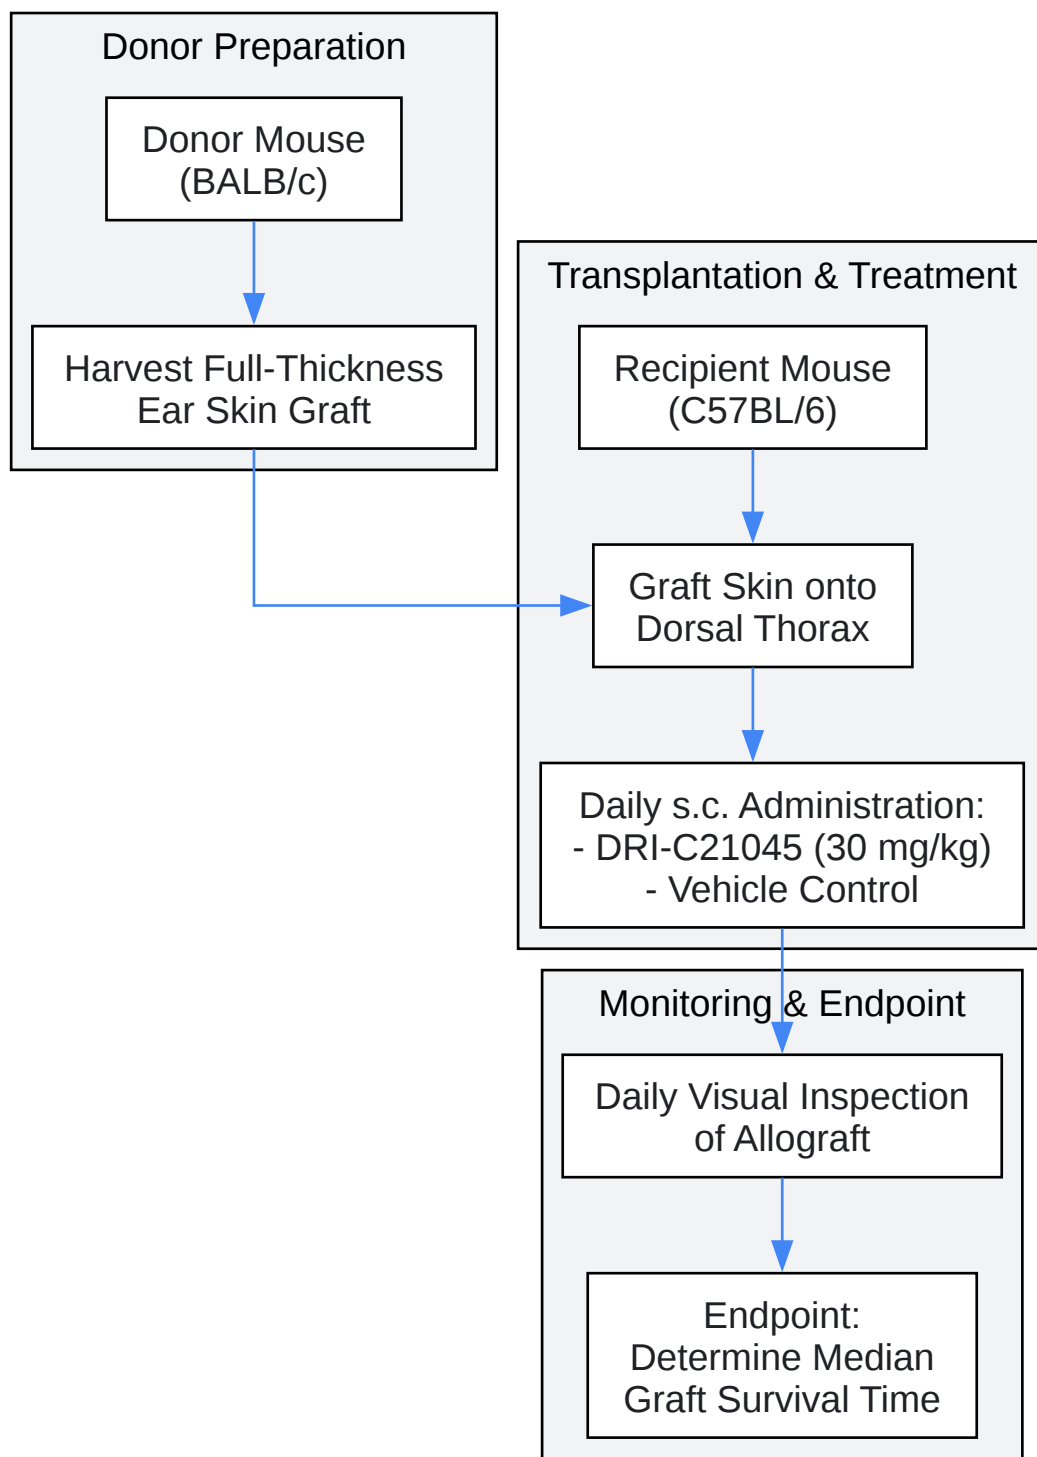 Donor Preparation
Donor Mouse
(BALB/c)
Harvest Full-Thickness
Ear Skin Graft
Transplantation & Treatment
Recipient Mouse
(C57BL/6)
Graft Skin onto
Dorsal Thorax
Daily s.c. Administration:
- DRI-C21045 (30 mg/kg)
- Vehicle Control
Monitoring & Endpoint
Daily Visual Inspection
of Allograft
Endpoint:
Determine Median
Graft Survival Time